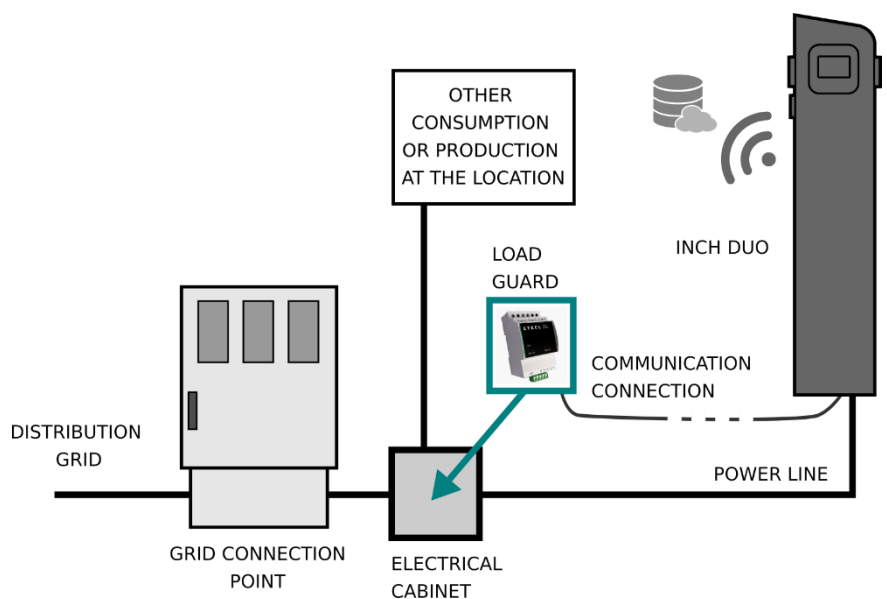 OTHER
CONSUMPTION
OR PRODUCTION
AT THE LOCATION
INCH DUO
LOAD
GUARD
ETREL
COMMUNICATION
CONNECTION
DISTRIBUTION
GRID
POWER LINE
GRID CONNECTION
POINT
ELECTRICAL
CABINET